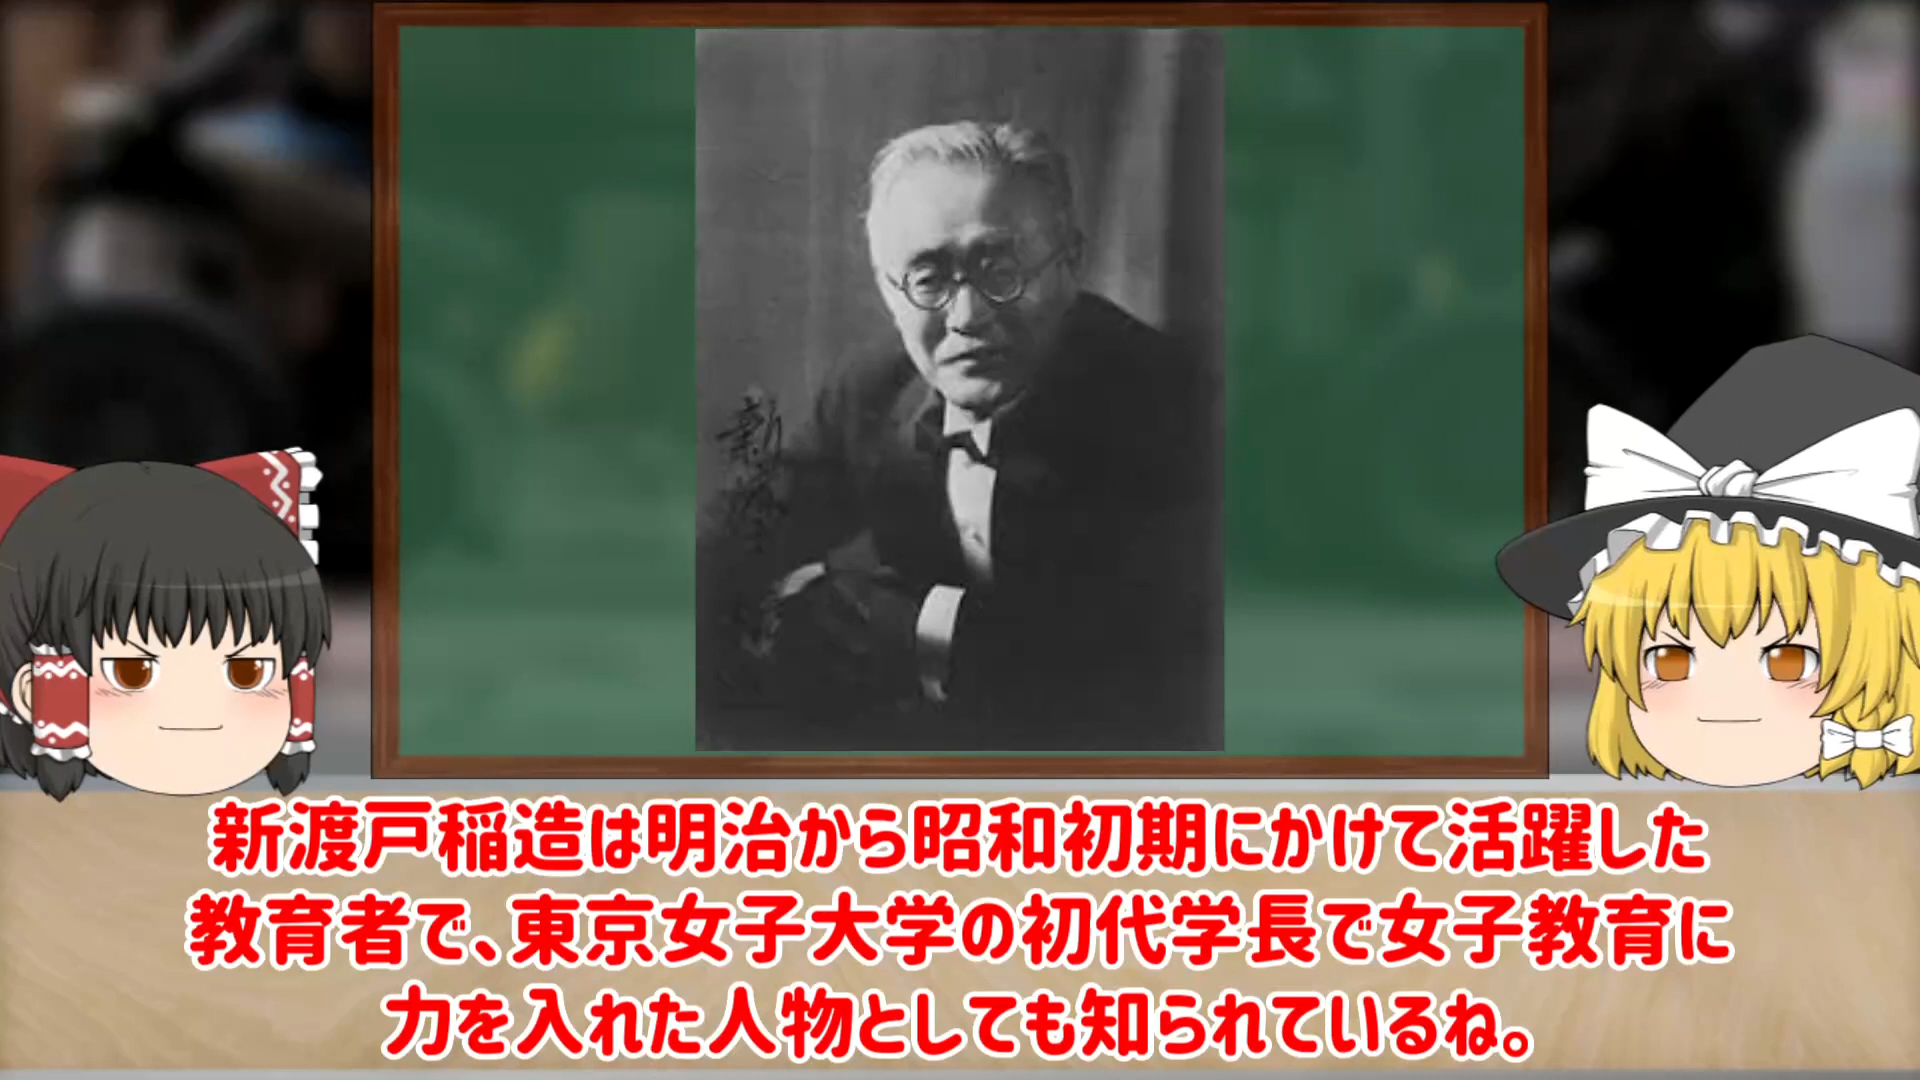 新渡戸稲造は明治から昭和初期にかけて活躍した
教育者で、東京女子大学の初代学長で女子教育に
力を入れた人物としても知られているね。